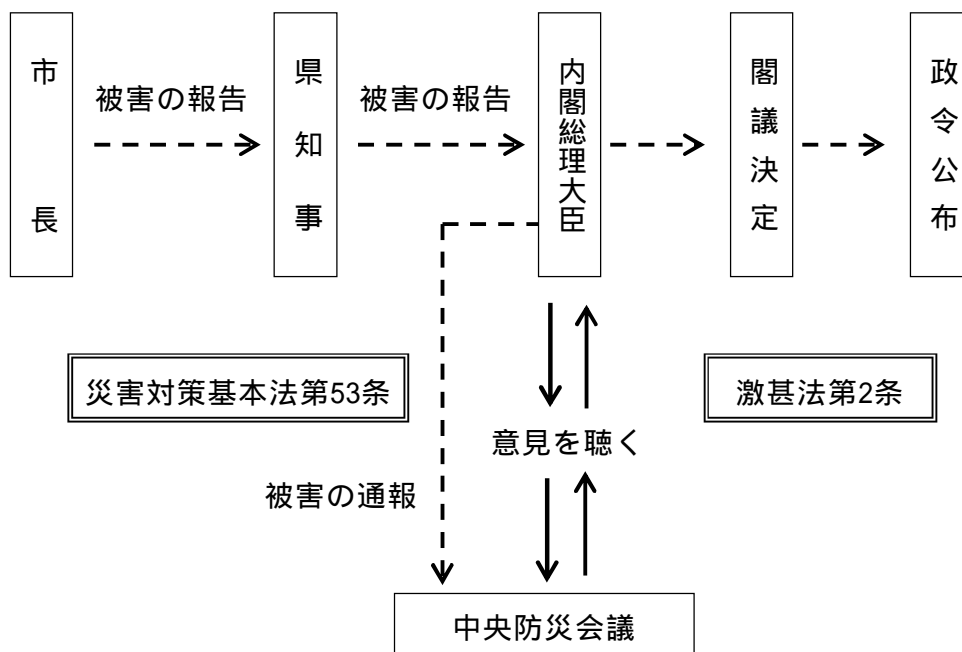 市長
被害の報告
県知事
被害の報告
内閣総理大臣
閣議決定
政令公布
災害対策基本法第53条
激甚法第2条
意見を聴く
被害の通報
中央防災会議